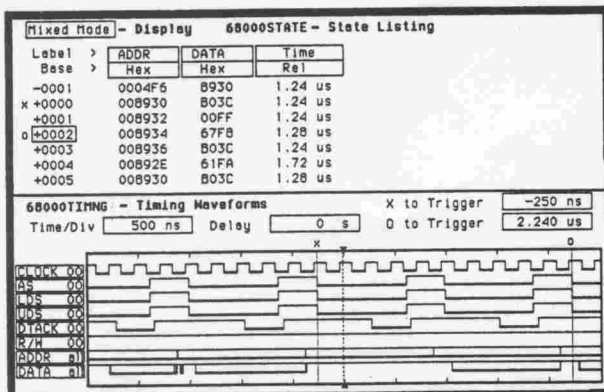 Mixed Mode - Display 68000STATE - State Listing
Label > ADDR DATA Time
Base > Hex Hex Rel
-0001 0004F6 8930 1.24 us
x +0000 008930 B03C 1.24 us
+0001 008932 00FF 1.24 us
o +0002 008934 67F8 1.28 us
+0003 008936 B03C 1.24 us
+0004 00892E 61FA 1.72 us
+0005 008930 B03C 1.28 us
68000TIMNG - Timing Waveforms X to Trigger -250 ns
Time/Div 500 ns Delay 0 s O to Trigger 2.240 us
x o
CLOCK 00
AS 00
LDS 00
UDS 00
DTACK 00
R/W 00
ADDR all
DATA all